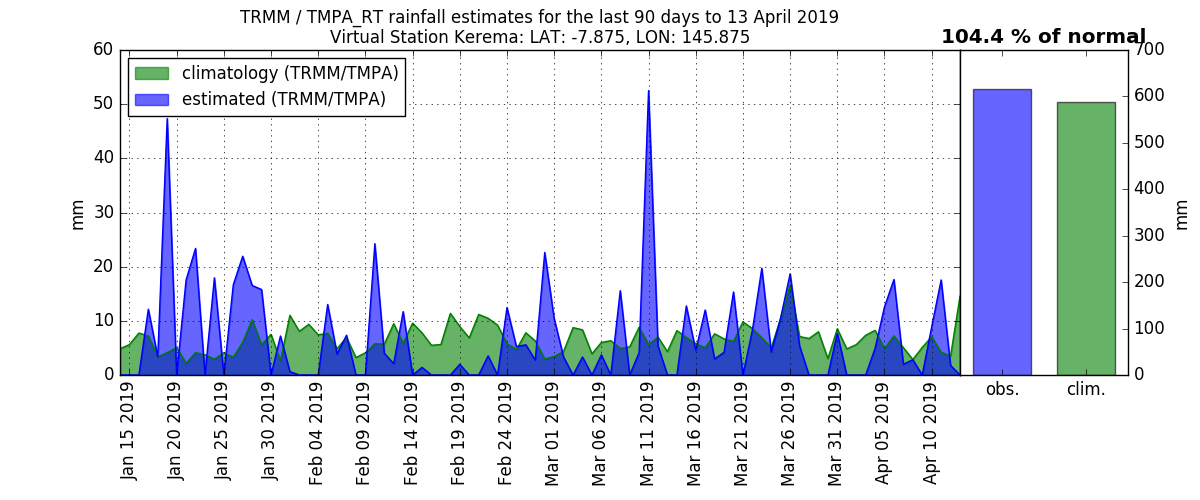 TRMM / TMPA_RT rainfall estimates for the last 90 days to 13 April 2019
Virtual Station Kerema: LAT: -7.875, LON: 145.875
104.4 % of normal
climatology (TRMM/TMPA)
estimated (TRMM/TMPA)
mm
60
50
40
30
20
10
0
Jan 15 2019
Jan 20 2019
Jan 25 2019
Jan 30 2019
Feb 04 2019
Feb 09 2019
Feb 14 2019
Feb 19 2019
Feb 24 2019
Mar 01 2019
Mar 06 2019
Mar 11 2019
Mar 16 2019
Mar 21 2019
Mar 26 2019
Mar 31 2019
Apr 05 2019
Apr 10 2019
obs.
clim.
700
600
500
400
300
200
100
0
mm